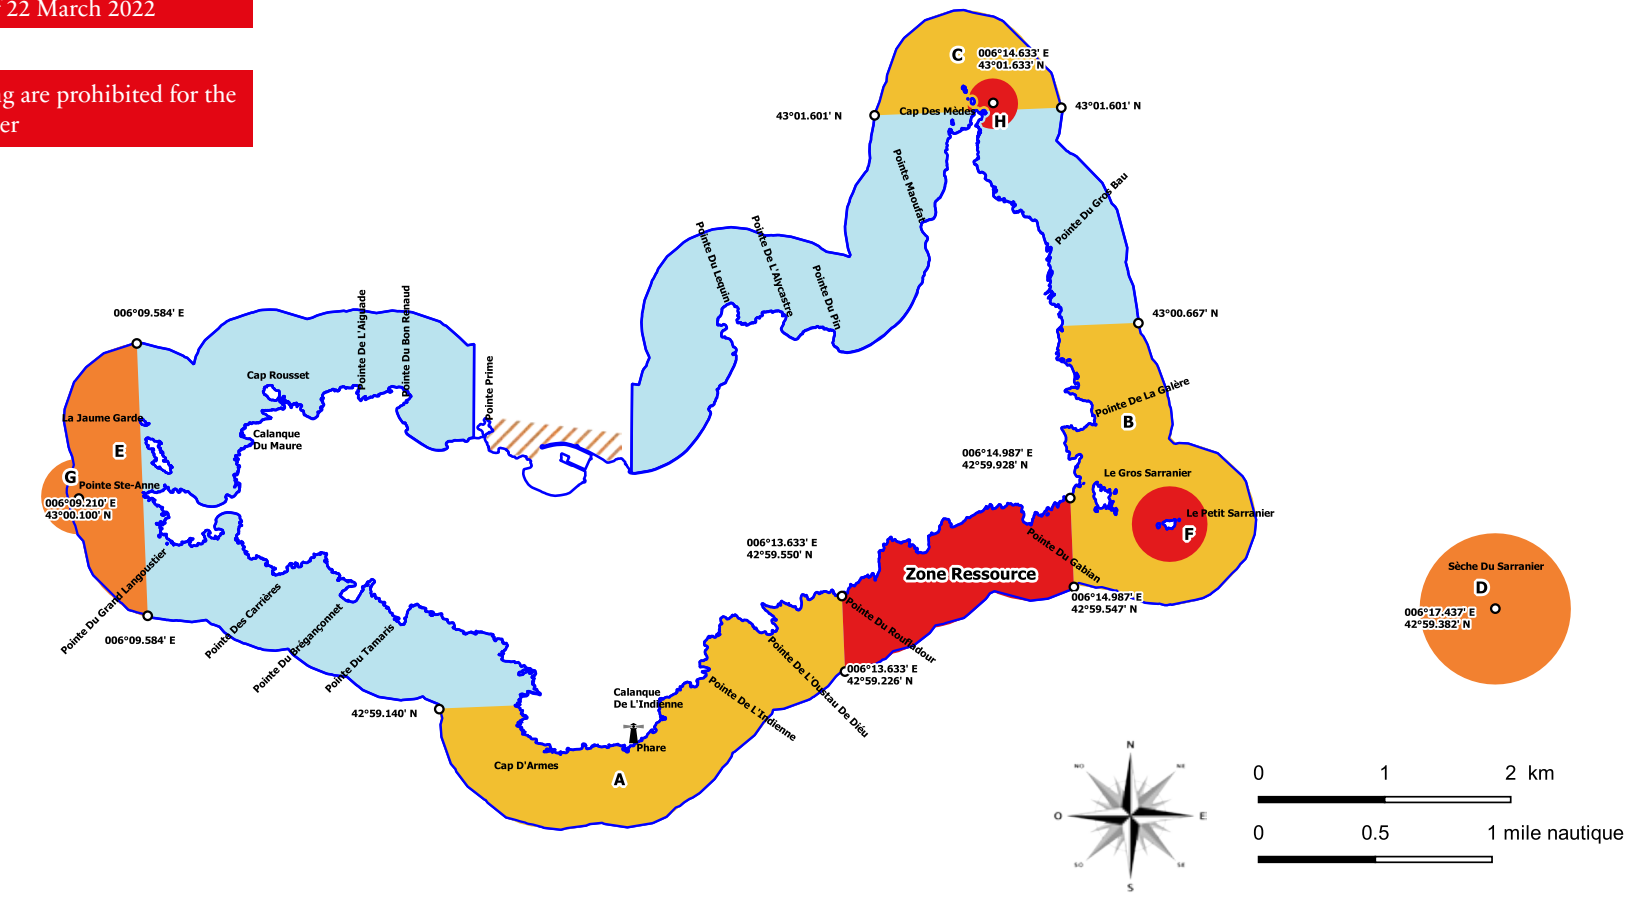 22 March 2022
ng are prohibited for the
er
C
006°14.633' E
43°01.633' N
43°01.601' N
Cap Des Mèdes
H
43°01.601' N
Pointe Maoufat
Pointe Du Gros Bau
Pointe Du Lequin
Pointe De L'Alycastre
Pointe Du Pin
006°09.584' E
Pointe De L'Aiguade
Pointe Du Bon Renaud
43°00.667' N
Cap Rousset
Pointe Prime
Pointe De La Galère
La Jaume Garde
B
Calanque
Du Maure
E
006°14.987' E
42°59.928' N
G
Pointe Ste-Anne
Le Gros Sarranier
006°09.210' E
43°00.100' N
Le Petit Sarranier
F
006°13.633' E
42°59.550' N
Pointe Du Gabian
Zone Ressource
Sèche Du Sarranier
D
006°17.437' E
42°59.382' N
Pointe Du Grand Langoustier
006°14.987' E
42°59.547' N
Pointe Des Carrières
Pointe Du Brégançonnet
Pointe Du Tamaris
006°09.584' E
Pointe Du Roufladour
Pointe De L'Oustau De Diéu
Pointe De L'Indienne
006°13.633' E
42°59.226' N
42°59.140' N
Calanque
De L'Indienne
Phare
Cap D'Armes
A
N
NO
NE
O
E
SO
SE
S
0 1 2 km
0 0.5 1 mile nautique